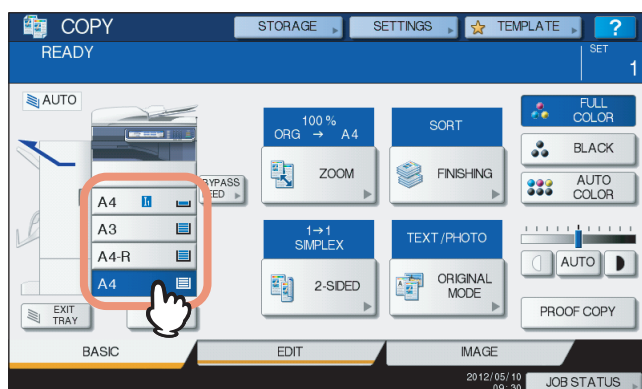 COPY
STORAGE
SETTINGS
TEMPLATE
?
READY
SET
1
AUTO
100 %
ORG → A4
SORT
FULL
COLOR
BLACK
ZOOM
FINISHING
AUTO
COLOR
BYPASS
FEED
A4
A3
A4-R
A4
1→1
SIMPLEX
TEXT/PHOTO
2-SIDED
ORIGINAL
MODE
AUTO
EXIT
TRAY
PROOF COPY
BASIC
EDIT
IMAGE
2012/05/10
09:30
JOB STATUS